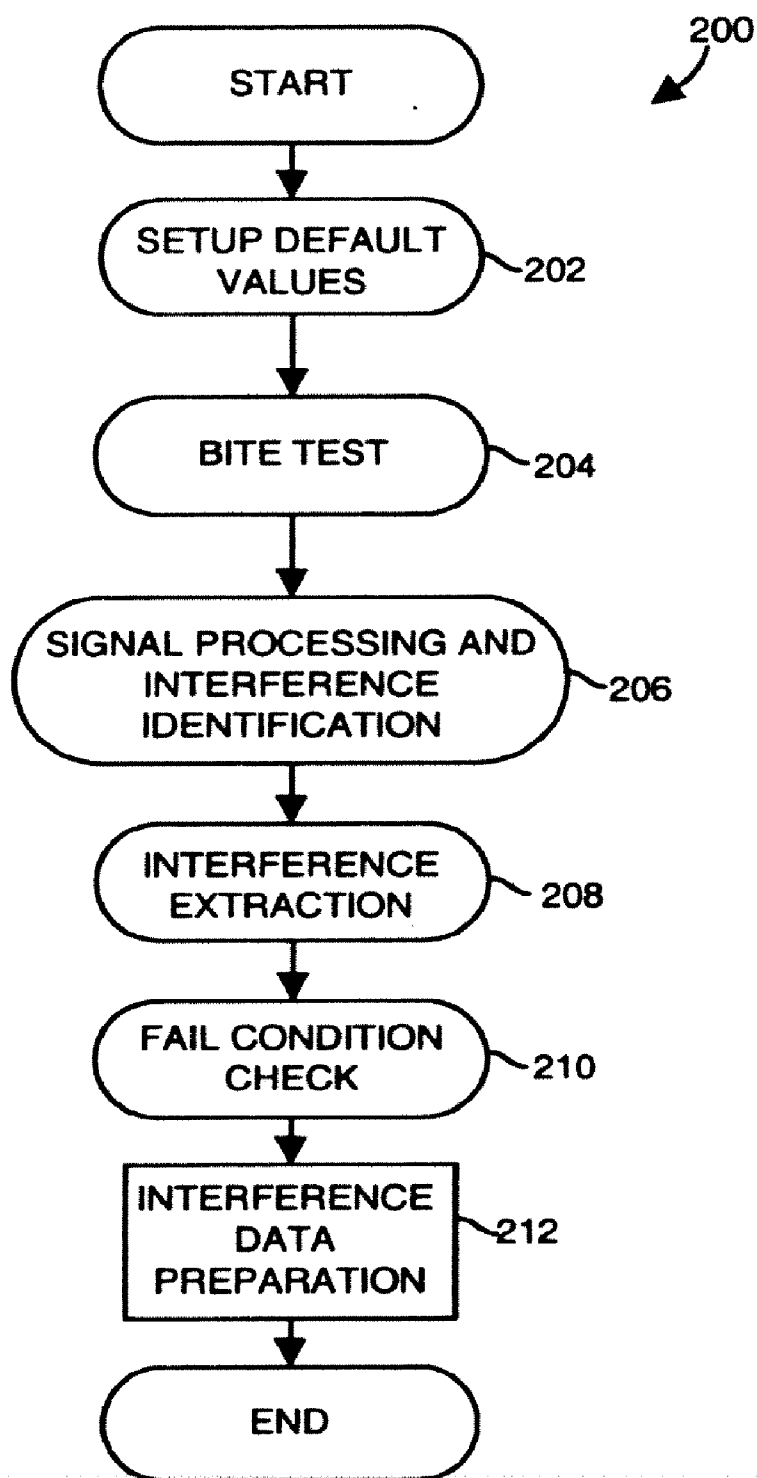 200
START
SETUP DEFAULT
VALUES
202
BITE TEST
204
SIGNAL PROCESSING AND
INTERFERENCE
IDENTIFICATION
206
INTERFERENCE
EXTRACTION
208
FAIL CONDITION
CHECK
210
INTERFERENCE
DATA
PREPARATION
212
END